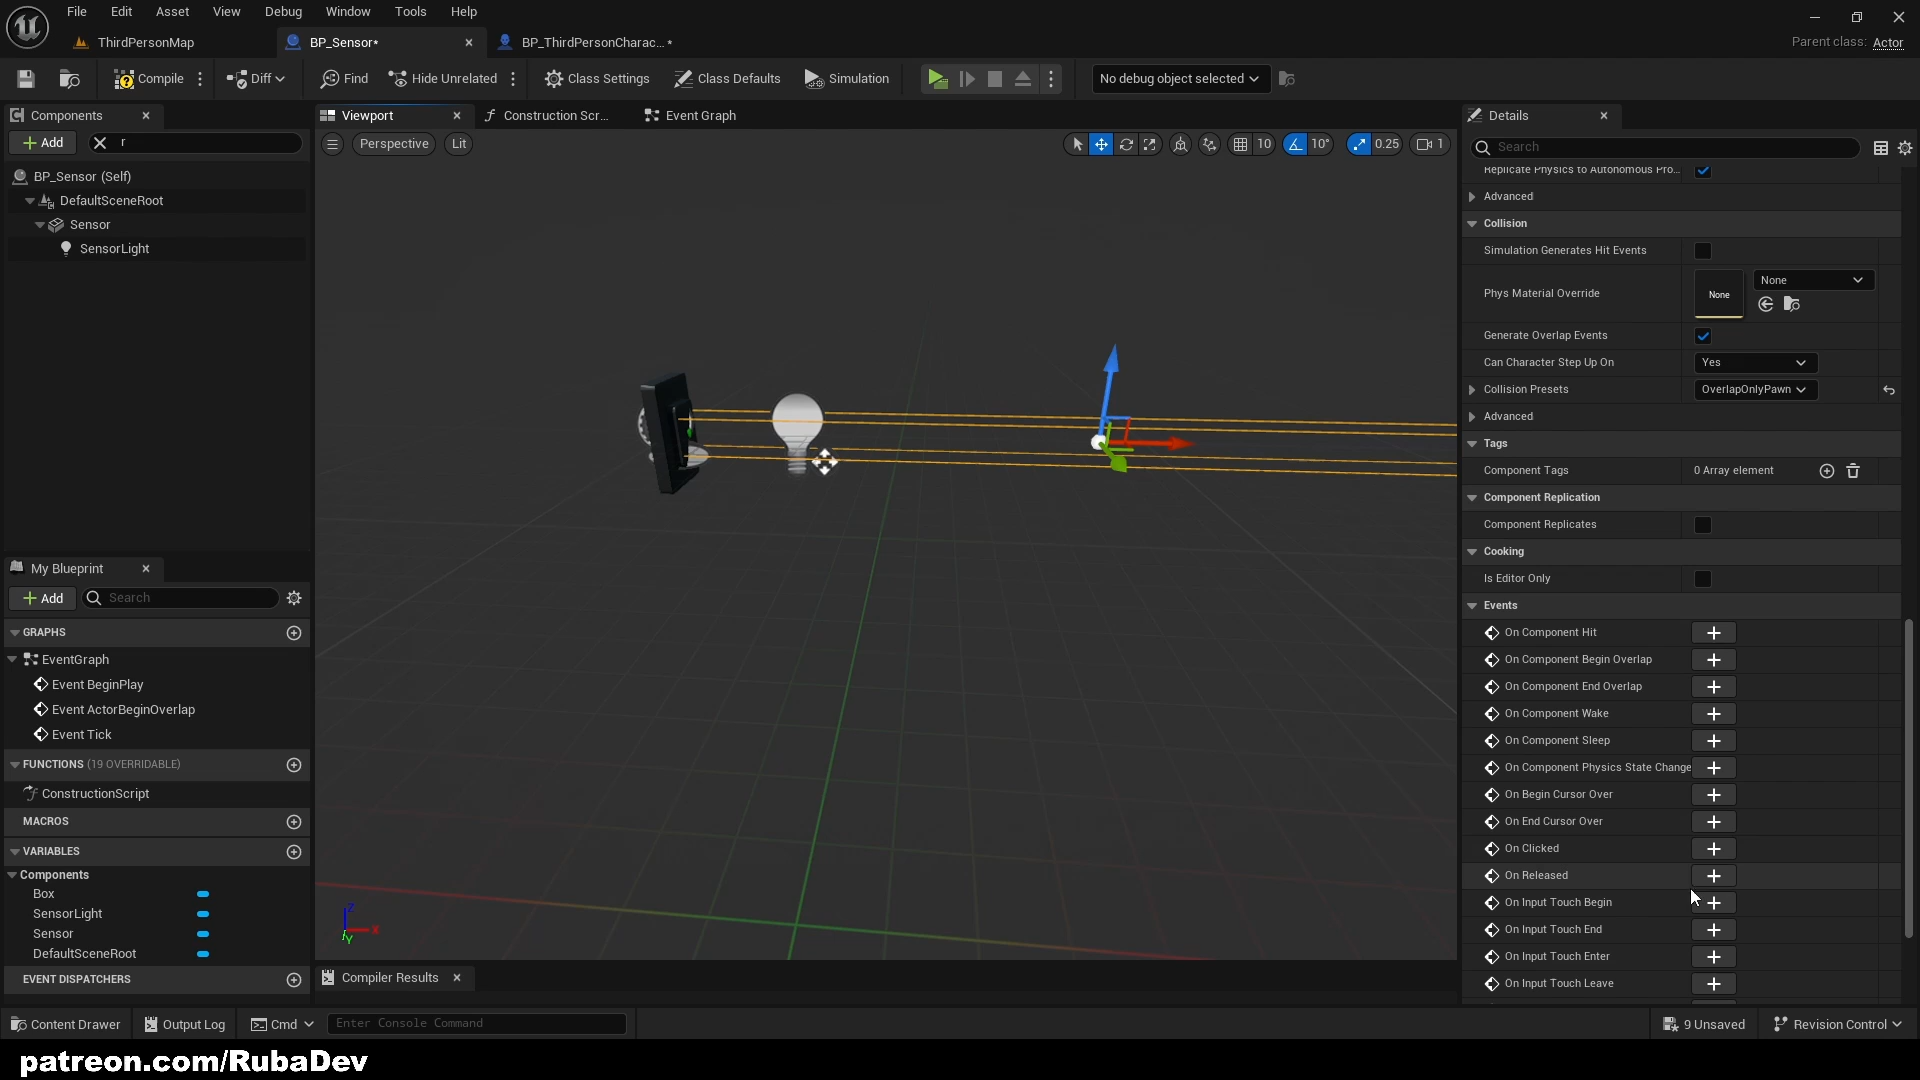 File Edit Asset View Debug Window Tools Help
ThirdPersonMap
BP_Sensor*
BP_ThirdPersonCharac... *
Parent class: Actor
Compile
Diff
Find
Hide Unrelated
Class Settings
Class Defaults
Simulation
No debug object selected
Components
Add
r
BP_Sensor (Self)
DefaultSceneRoot
Sensor
SensorLight
My Blueprint
Add
Search
GRAPHS
EventGraph
Event BeginPlay
Event ActorBeginOverlap
Event Tick
FUNCTIONS (19 OVERRIDABLE)
ConstructionScript
MACROS
VARIABLES
Components
Box
SensorLight
Sensor
DefaultSceneRoot
EVENT DISPATCHERS
Viewport
Construction Scr...
Event Graph
Perspective
Lit
10
10°
0.25
1
Z
X
Y
Compiler Results
Details
Search
Replicate Physics to Autonomous Pro...
Advanced
Collision
Simulation Generates Hit Events
Phys Material Override
None
None
Generate Overlap Events
Can Character Step Up On
Yes
Collision Presets
OverlapOnlyPawn
Advanced
Tags
Component Tags
0 Array element
Component Replication
Component Replicates
Cooking
Is Editor Only
Events
On Component Hit
On Component Begin Overlap
On Component End Overlap
On Component Wake
On Component Sleep
On Component Physics State Change
On Begin Cursor Over
On End Cursor Over
On Clicked
On Released
On Input Touch Begin
On Input Touch End
On Input Touch Enter
On Input Touch Leave
Content Drawer
Output Log
Cmd
Enter Console Command
9 Unsaved
Revision Control
patreon.com/RubaDev